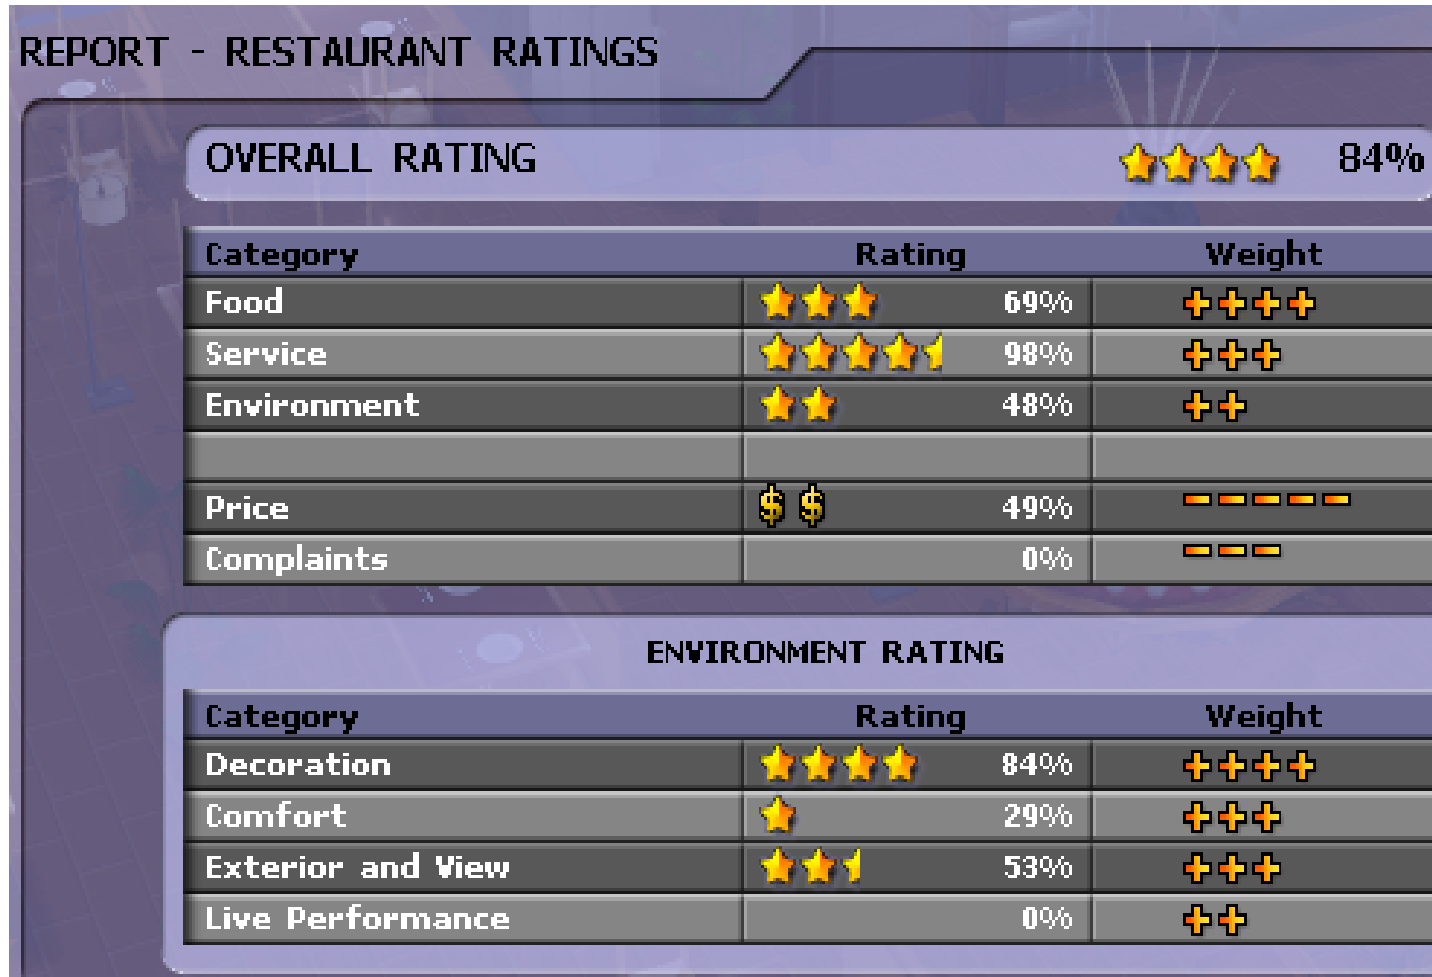 REPORT - RESTAURANT RATINGS
OVERALL RATING 84%
Category Rating Weight
Food 69% ++++
Service 98% +++
Environment 48% ++
Price $ $ 49% -----
Complaints 0% ---
ENVIRONMENT RATING
Category Rating Weight
Decoration 84% ++++
Comfort 29% +++
Exterior and View 53% +++
Live Performance 0% ++